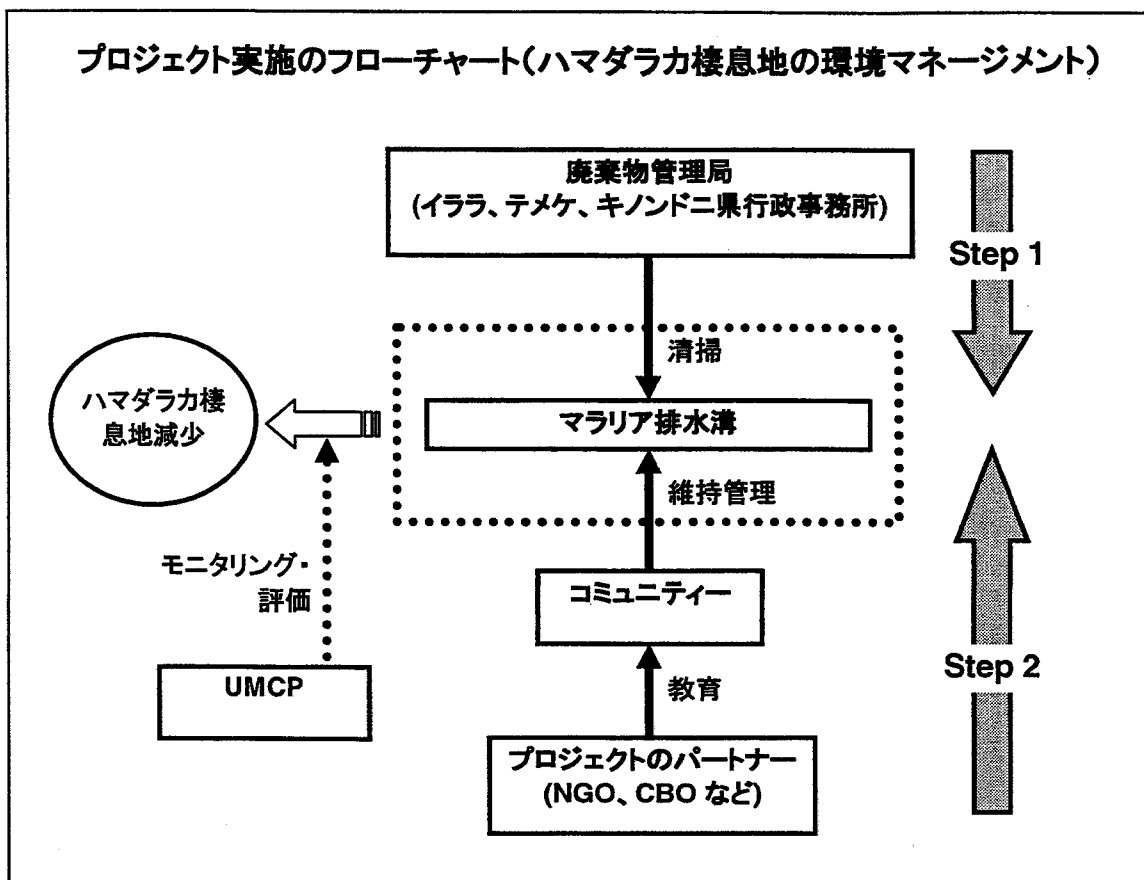 プロジェクト実施のフローチャート(ハマダラカ棲息地の環境マネージメント)
廃棄物管理局
(イララ、テメケ、キノンドニ県行政事務所)
Step 1
清掃
ハマダラカ棲
息地減少
マラリア排水溝
維持管理
モニタリング・
評価
コミュニティー
UMCP
教育
Step 2
プロジェクトのパートナー
(NGO、CBO など)